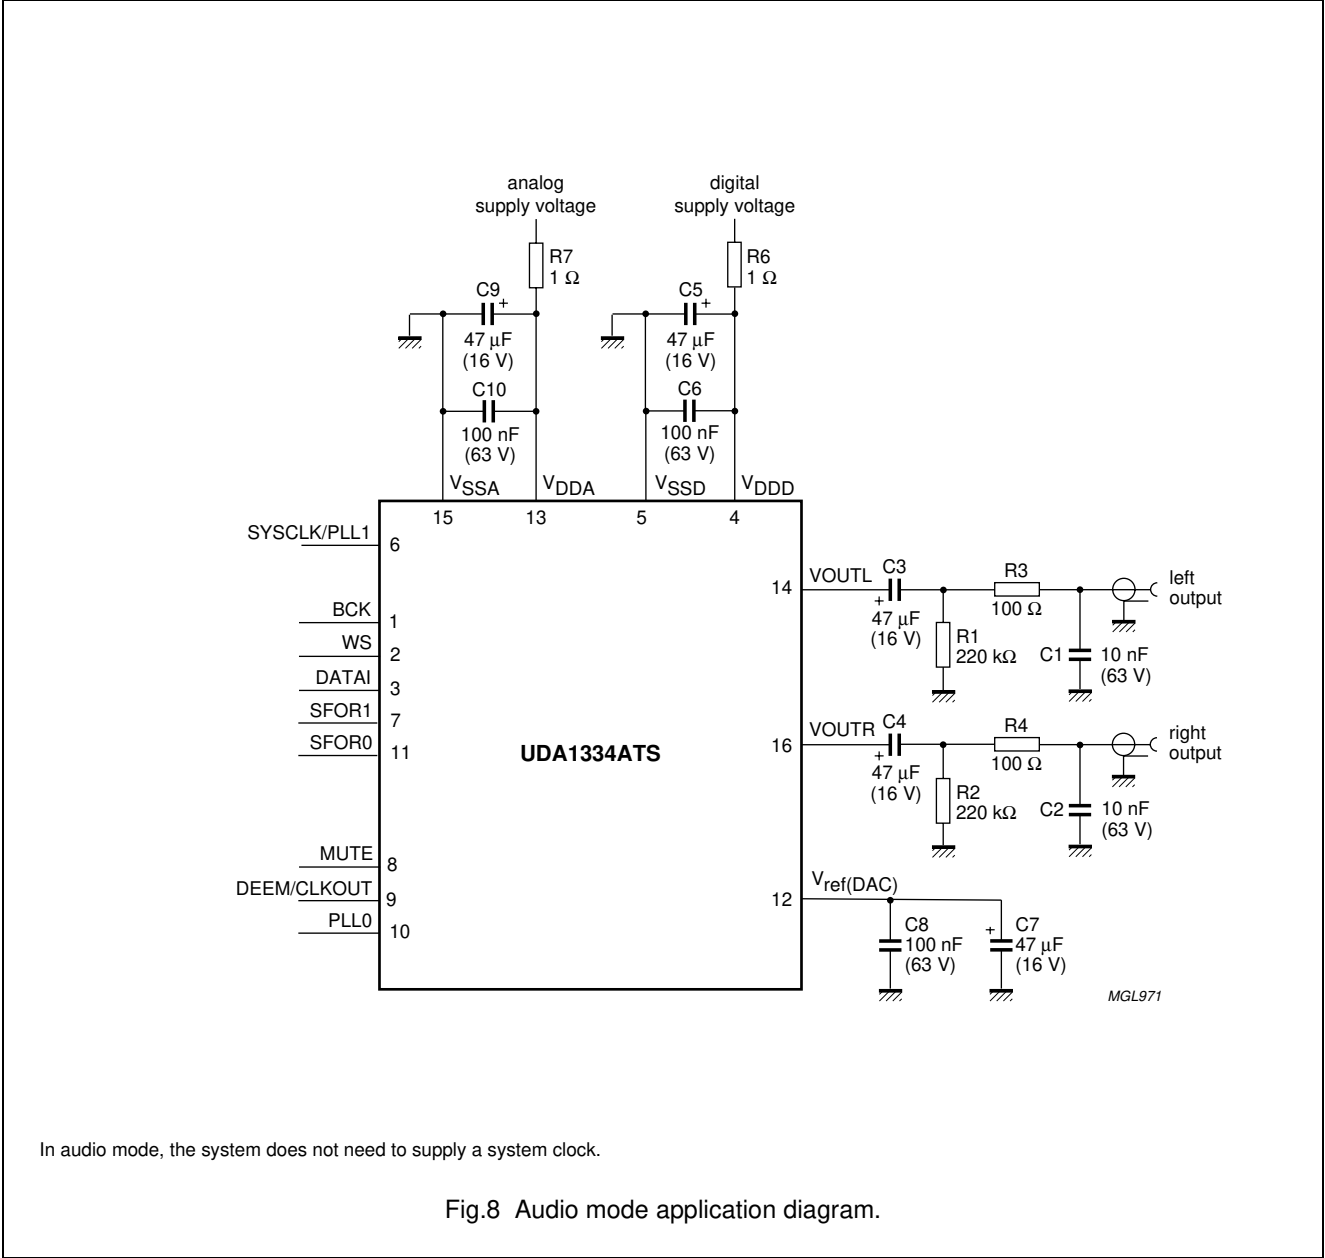 analog
supply voltage
digital
supply voltage
R7
1 Ω
R6
1 Ω
C9
+
47 μF
(16 V)
C5
+
47 μF
(16 V)
C10
100 nF
(63 V)
C6
100 nF
(63 V)
VSSA
VDDA
VSSD
VDDD
15
13
5
4
SYSCLK/PLL1
6
BCK
1
WS
2
DATAI
3
SFOR1
7
SFOR0
11
MUTE
8
DEEM/CLKOUT
9
PLL0
10
UDA1334ATS
14
VOUTL
C3
+
47 μF
(16 V)
R1
220 kΩ
R3
100 Ω
C1
10 nF
(63 V)
left
output
16
VOUTR
C4
+
47 μF
(16 V)
R2
220 kΩ
R4
100 Ω
C2
10 nF
(63 V)
right
output
12
Vref(DAC)
C8
100 nF
(63 V)
+
C7
47 μF
(16 V)
MGL971
In audio mode, the system does not need to supply a system clock.
Fig.8 Audio mode application diagram.